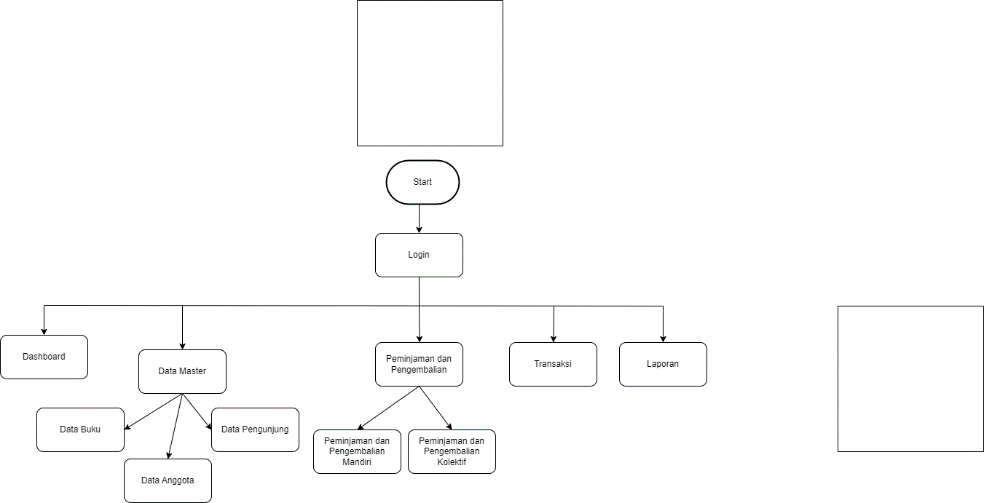 Start
Login
Dashboard
Data Master
Peminjaman dan
Pengembalian
Transaksi
Laporan
Data Buku
Data Pengunjung
Data Anggota
Peminjaman dan
Pengembalian
Mandiri
Peminjaman dan
Pengembalian
Kolektif